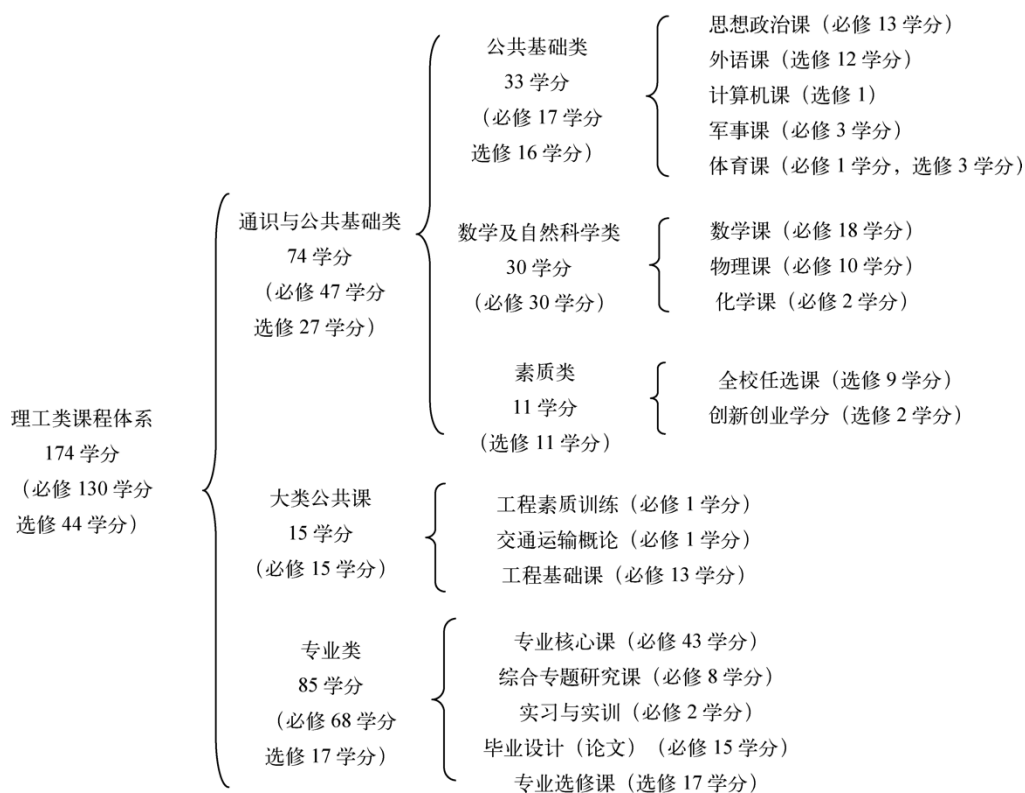 理工类课程体系
174 学分
（必修 130 学分
选修 44 学分）
通识与公共基础类
74 学分
（必修 47 学分
选修 27 学分）
公共基础类
33 学分
（必修 17 学分
选修 16 学分）
思想政治课（必修 13 学分）
外语课（选修 12 学分）
计算机课（选修 1）
军事课（必修 3 学分）
体育课（必修 1 学分，选修 3 学分）
数学及自然科学类
30 学分
（必修 30 学分）
数学课（必修 18 学分）
物理课（必修 10 学分）
化学课（必修 2 学分）
素质类
11 学分
（选修 11 学分）
全校任选课（选修 9 学分）
创新创业学分（选修 2 学分）
大类公共课
15 学分
（必修 15 学分）
工程素质训练（必修 1 学分）
交通运输概论（必修 1 学分）
工程基础课（必修 13 学分）
专业类
85 学分
（必修 68 学分
选修 17 学分）
专业核心课（必修 43 学分）
综合专题研究课（必修 8 学分）
实习与实训（必修 2 学分）
毕业设计（论文）（必修 15 学分）
专业选修课（选修 17 学分）